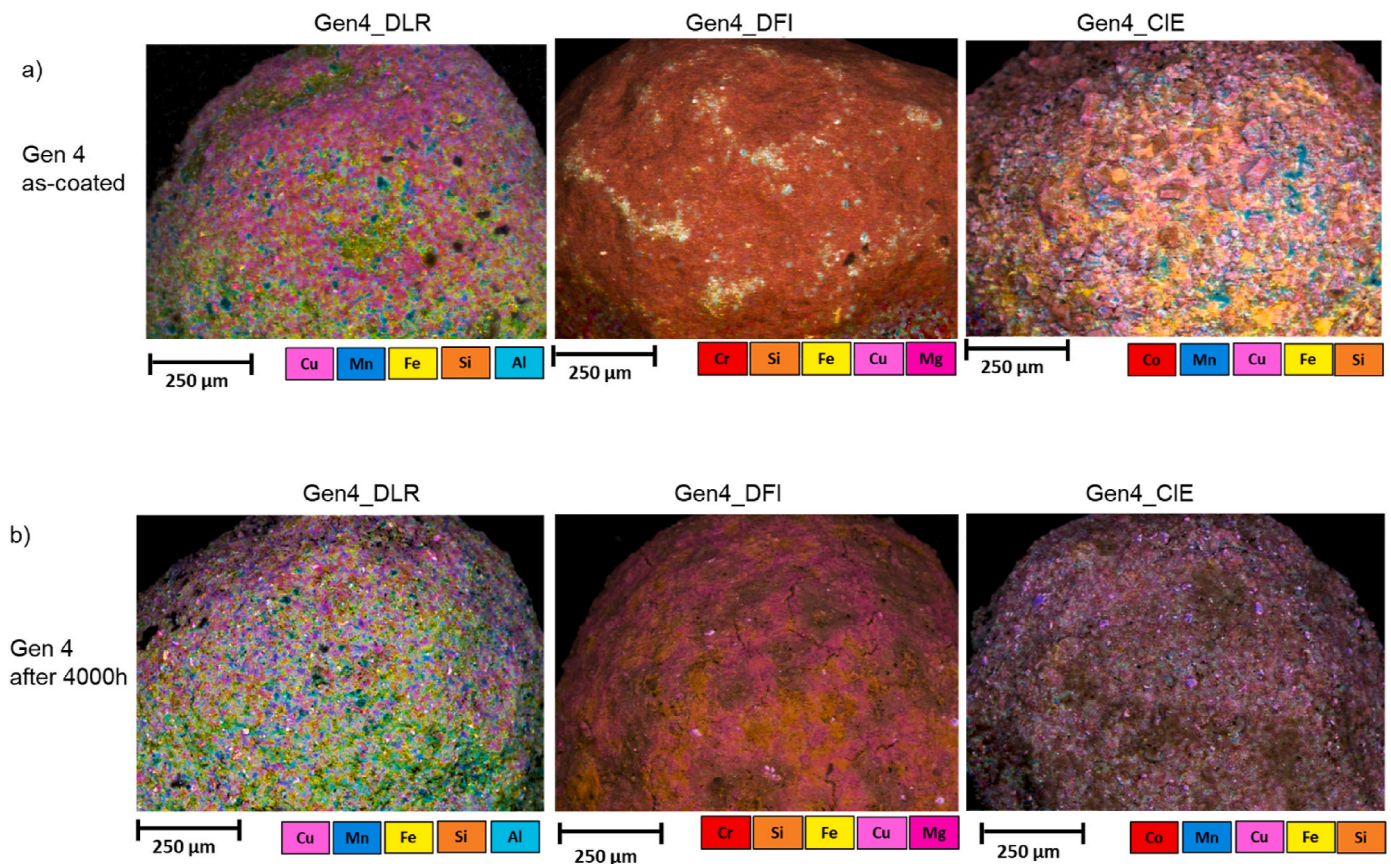 Gen4_DLR Gen4_DFI Gen4_CIE
a)
Gen 4
as-coated
250 µm Cu Mn Fe Si Al 250 µm Cr Si Fe Cu Mg 250 µm Co Mn Cu Fe Si
Gen4_DLR Gen4_DFI Gen4_CIE
b)
Gen 4
after 4000h
250 µm Cu Mn Fe Si Al 250 µm Cr Si Fe Cu Mg 250 µm Co Mn Cu Fe Si